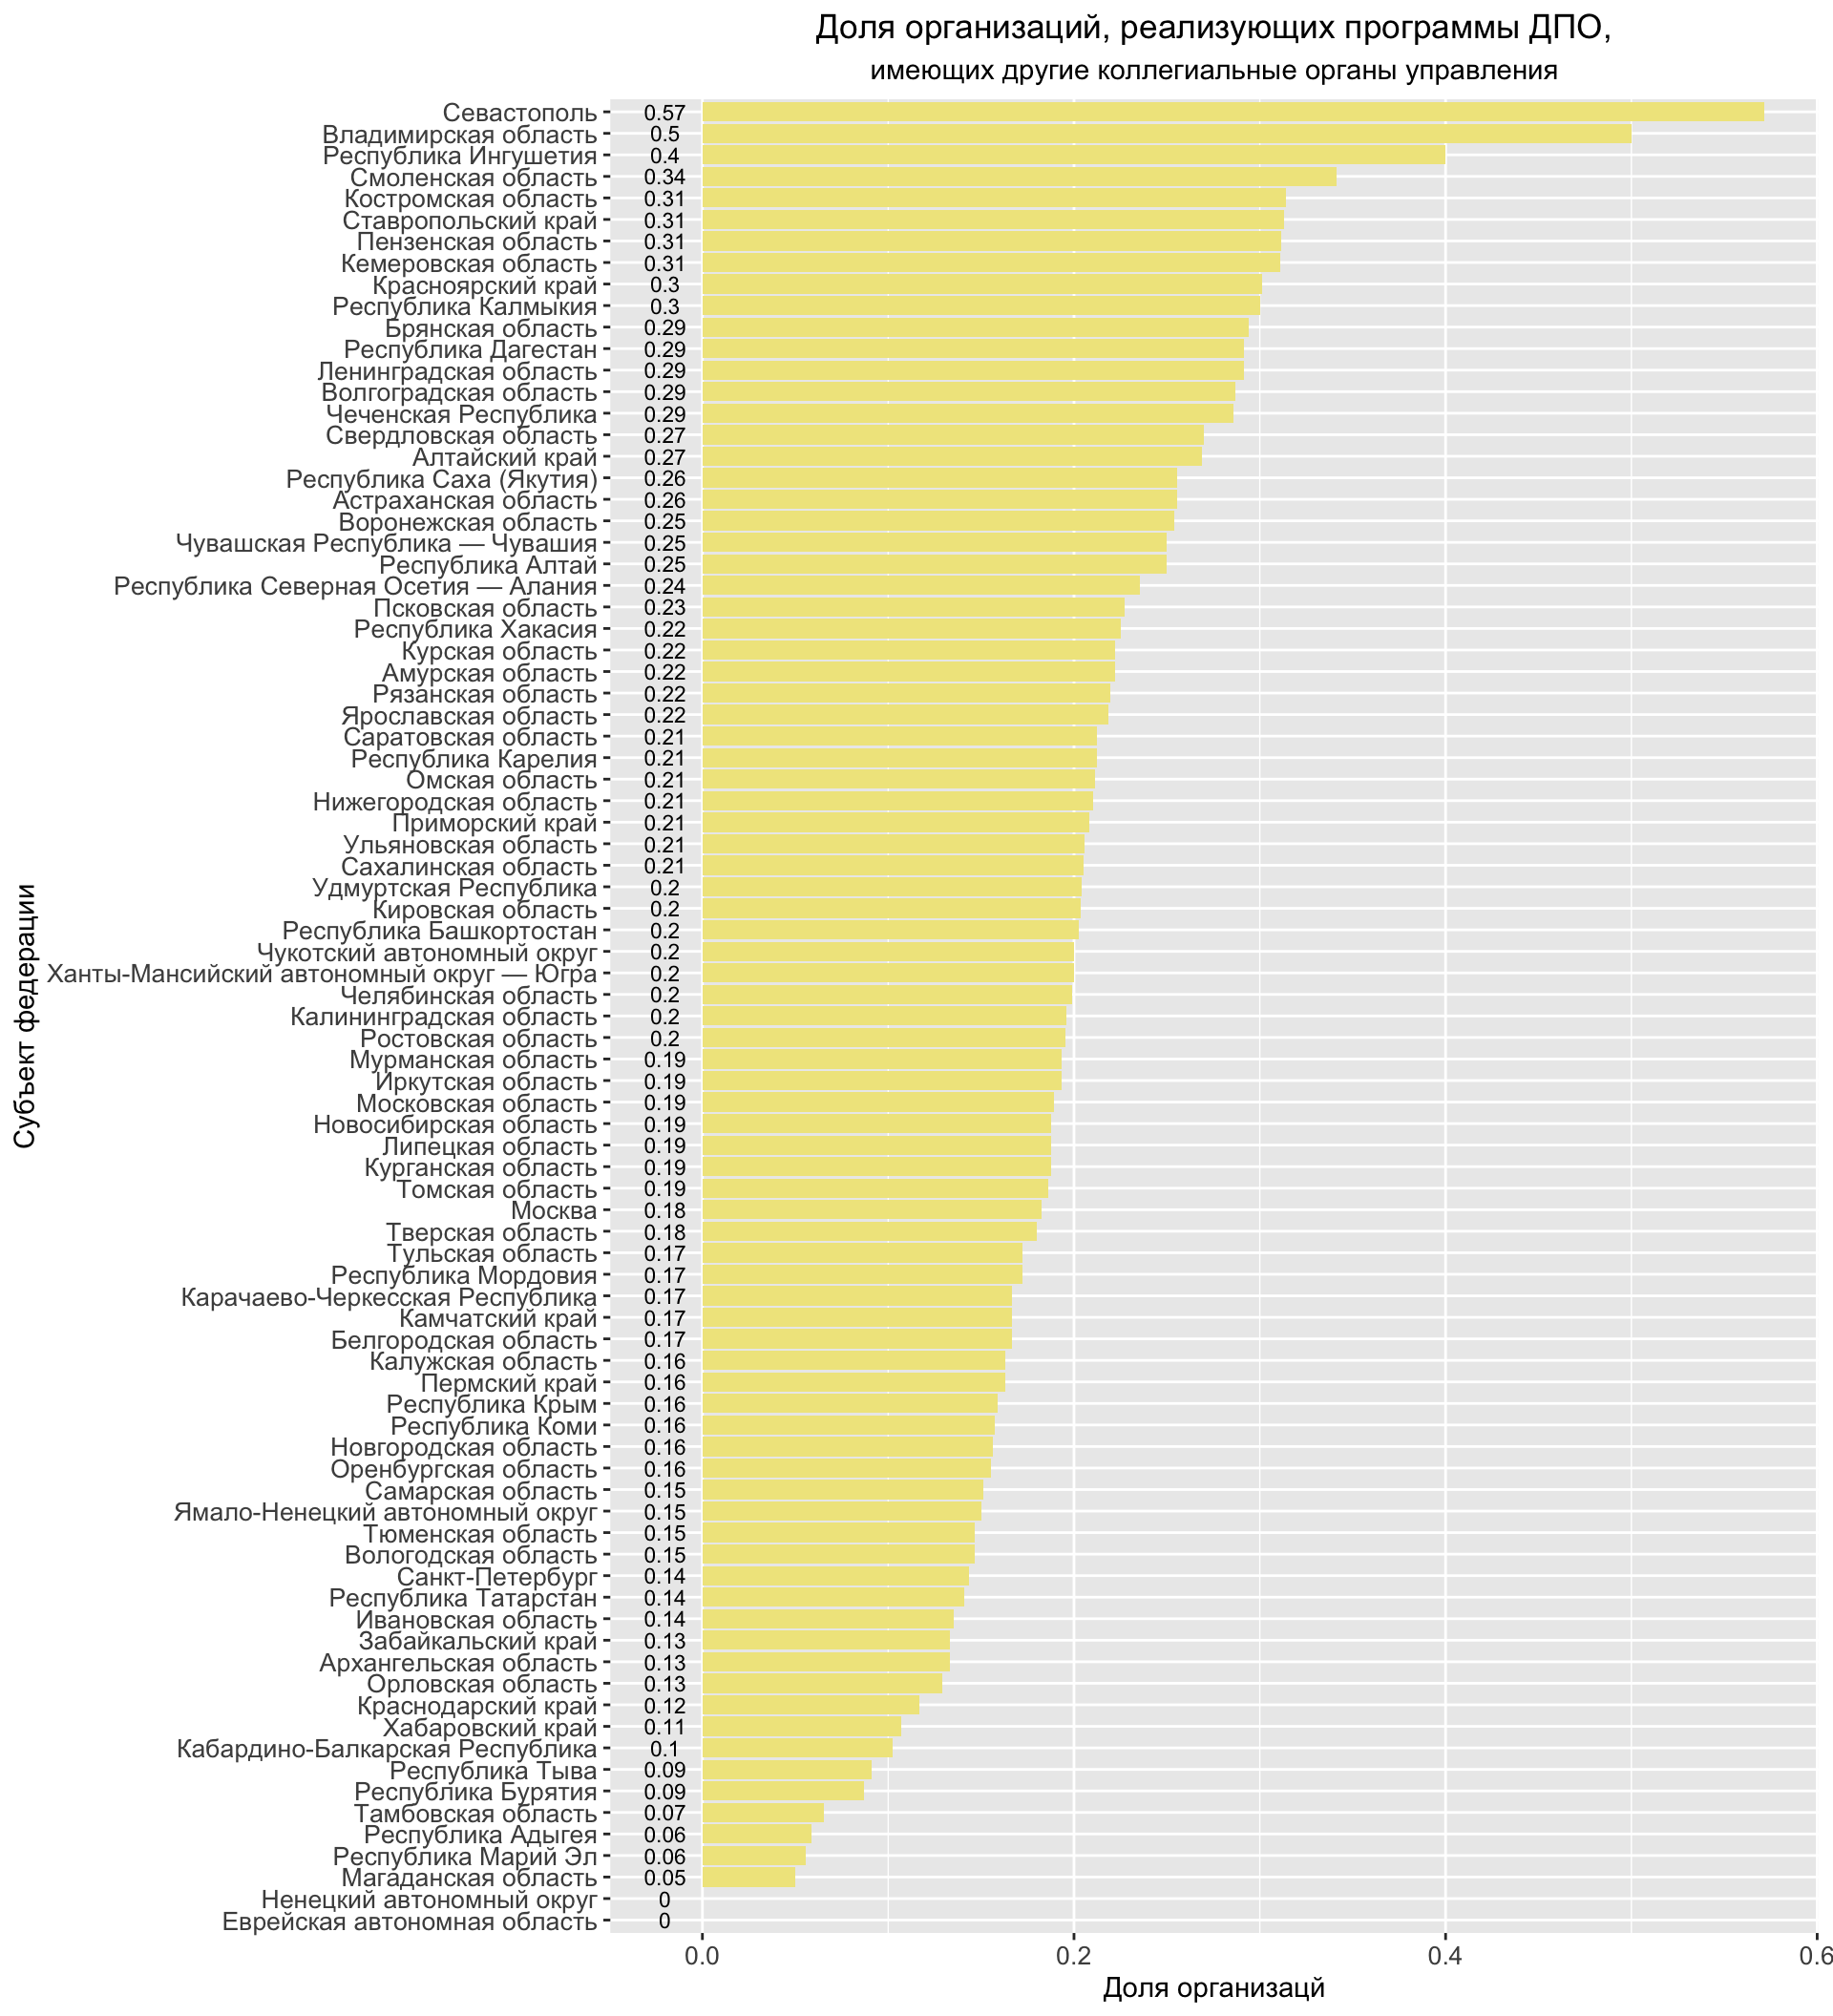 Доля организаций, реализующих программы ДПО,
имеющих другие коллегиальные органы управления
Севастополь 0.57
Владимирская область 0.5
Республика Ингушетия 0.4
Смоленская область 0.34
Костромская область 0.31
Ставропольский край 0.31
Пензенская область 0.31
Кемеровская область 0.31
Красноярский край 0.3
Республика Калмыкия 0.3
Брянская область 0.29
Республика Дагестан 0.29
Ленинградская область 0.29
Волгоградская область 0.29
Чеченская Республика 0.29
Свердловская область 0.27
Алтайский край 0.27
Республика Саха (Якутия) 0.26
Астраханская область 0.26
Воронежская область 0.25
Чувашская Республика — Чувашия 0.25
Республика Алтай 0.25
Республика Северная Осетия — Алания 0.24
Псковская область 0.23
Республика Хакасия 0.22
Курская область 0.22
Амурская область 0.22
Рязанская область 0.22
Ярославская область 0.22
Саратовская область 0.21
Республика Карелия 0.21
Омская область 0.21
Нижегородская область 0.21
Приморский край 0.21
Ульяновская область 0.21
Сахалинская область 0.21
Удмуртская Республика 0.2
Кировская область 0.2
Республика Башкортостан 0.2
Чукотский автономный округ 0.2
Ханты-Мансийский автономный округ — Югра 0.2
Челябинская область 0.2
Калининградская область 0.2
Ростовская область 0.2
Мурманская область 0.19
Иркутская область 0.19
Московская область 0.19
Новосибирская область 0.19
Липецкая область 0.19
Курганская область 0.19
Томская область 0.19
Москва 0.18
Тверская область 0.18
Тульская область 0.17
Республика Мордовия 0.17
Карачаево-Черкесская Республика 0.17
Камчатский край 0.17
Белгородская область 0.17
Калужская область 0.16
Пермский край 0.16
Республика Крым 0.16
Республика Коми 0.16
Новгородская область 0.16
Оренбургская область 0.16
Самарская область 0.15
Ямало-Ненецкий автономный округ 0.15
Тюменская область 0.15
Вологодская область 0.15
Санкт-Петербург 0.14
Республика Татарстан 0.14
Ивановская область 0.14
Забайкальский край 0.13
Архангельская область 0.13
Орловская область 0.13
Краснодарский край 0.12
Хабаровский край 0.11
Кабардино-Балкарская Республика 0.1
Республика Тыва 0.09
Республика Бурятия 0.09
Тамбовская область 0.07
Республика Адыгея 0.06
Республика Марий Эл 0.06
Магаданская область 0.05
Ненецкий автономный округ 0
Еврейская автономная область 0
0.0 0.2 0.4 0.6
Доля организацй
Субъект федерации